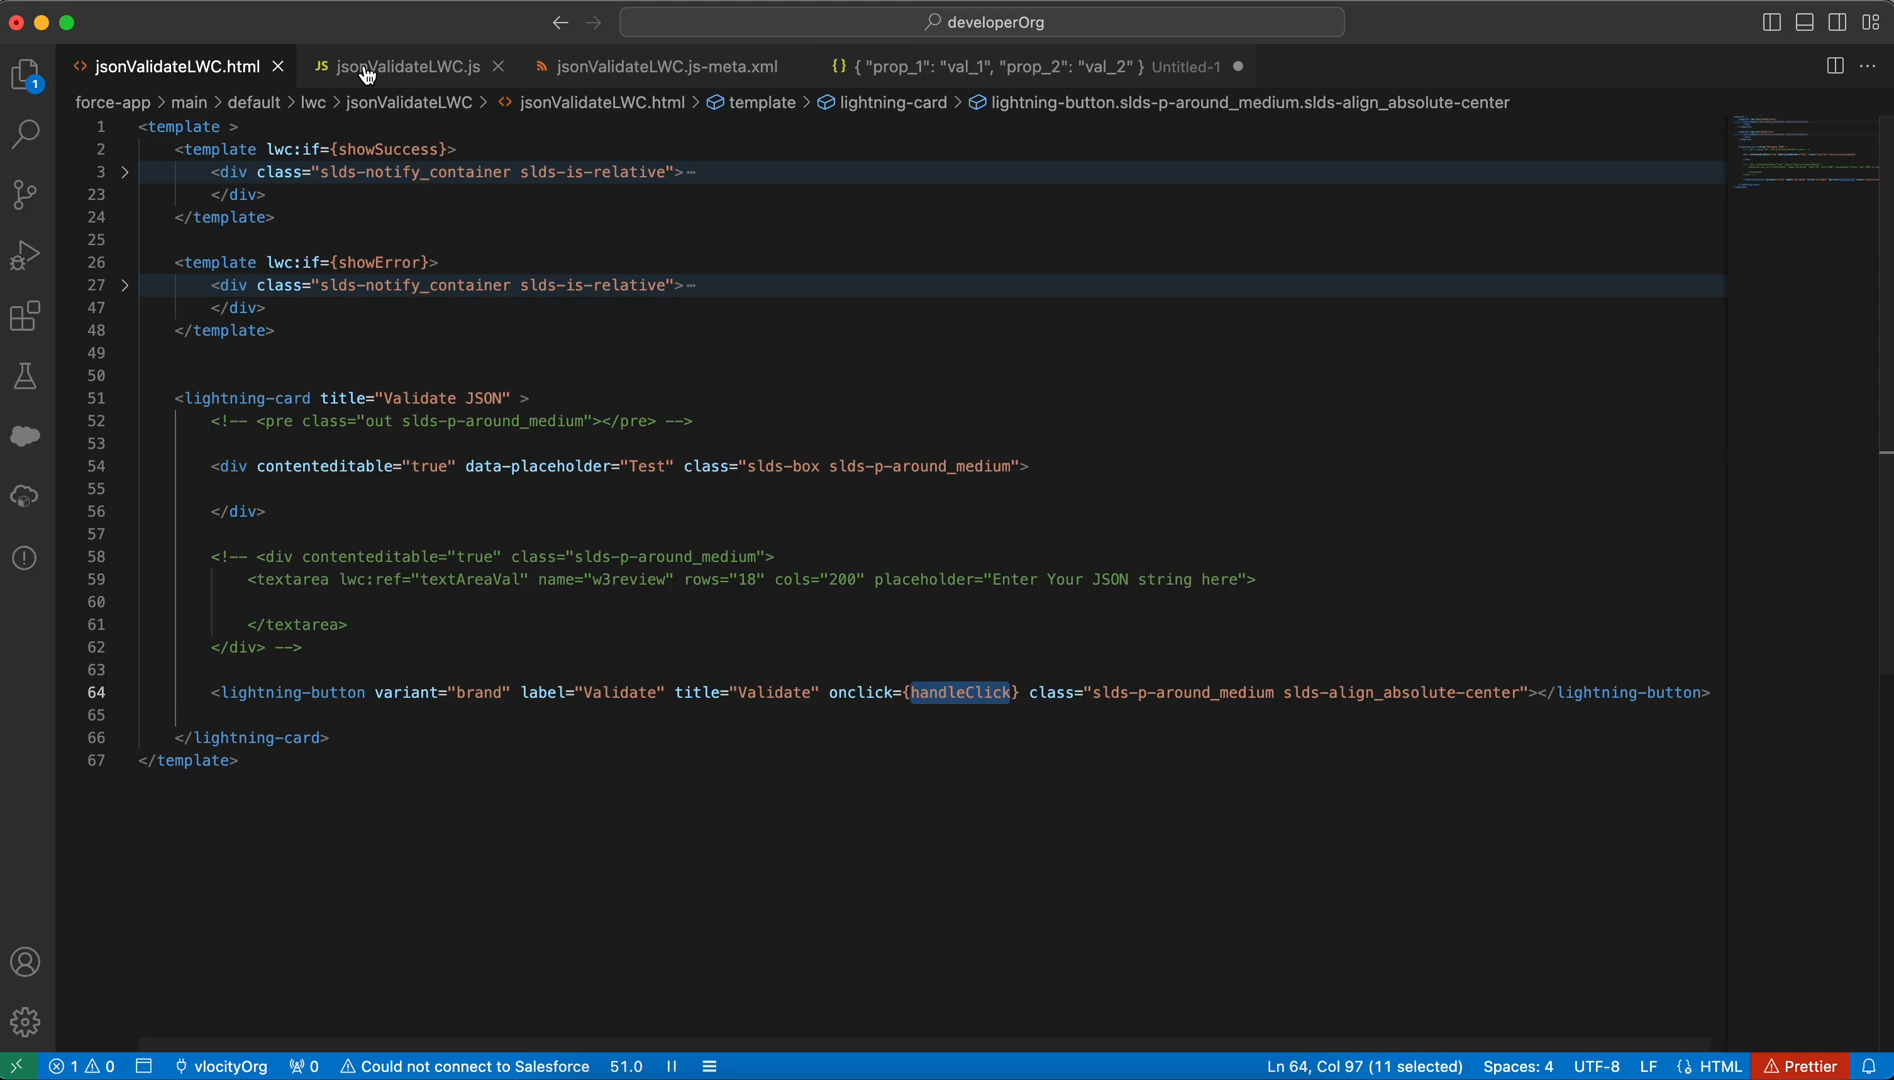 developerOrg
<> jsonValidateLWC.html
JS jsonValidateLWC.js
jsonValidateLWC.js-meta.xml
{} { "prop_1": "val_1", "prop_2": "val_2" } Untitled-1
1
force-app > main > default > lwc > jsonValidateLWC > <> jsonValidateLWC.html > template > lightning-card > lightning-button.slds-p-around_medium.slds-align_absolute-center
1 <template >
2 <template lwc:if={showSuccess}>
3 <div class="slds-notify_container slds-is-relative">⋯
23 </div>
24 </template>
25
26 <template lwc:if={showError}>
27 <div class="slds-notify_container slds-is-relative">⋯
47 </div>
48 </template>
49
50
51 <lightning-card title="Validate JSON" >
52 <!-- <pre class="out slds-p-around_medium"></pre> -->
53
54 <div contenteditable="true" data-placeholder="Test" class="slds-box slds-p-around_medium">
55
56 </div>
57
58 <!-- <div contenteditable="true" class="slds-p-around_medium">
59 <textarea lwc:ref="textAreaVal" name="w3review" rows="18" cols="200" placeholder="Enter Your JSON string here">
60
61 </textarea>
62 </div> -->
63
64 <lightning-button variant="brand" label="Validate" title="Validate" onclick={handleClick} class="slds-p-around_medium slds-align_absolute-center"></lightning-button>
65
66 </lightning-card>
67 </template>
1 0 vlocityOrg 0 Could not connect to Salesforce 51.0 Ln 64, Col 97 (11 selected) Spaces: 4 UTF-8 LF HTML Prettier